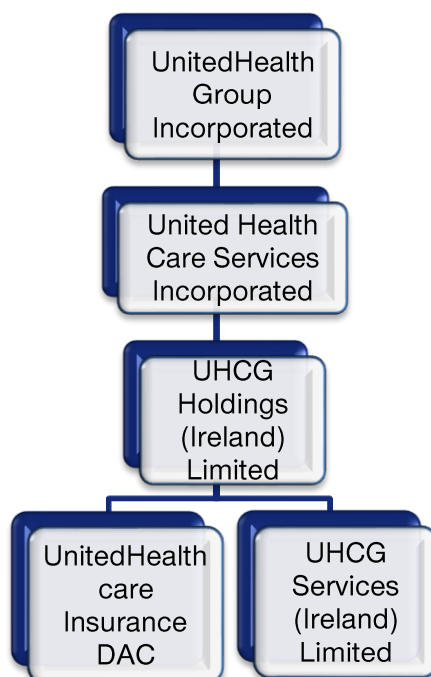 UnitedHealth
Group
Incorporated
United Health
Care Services
Incorporated
UHCG
Holdings
(Ireland)
Limited
UnitedHealth
care
Insurance
DAC
UHCG
Services
(Ireland)
Limited